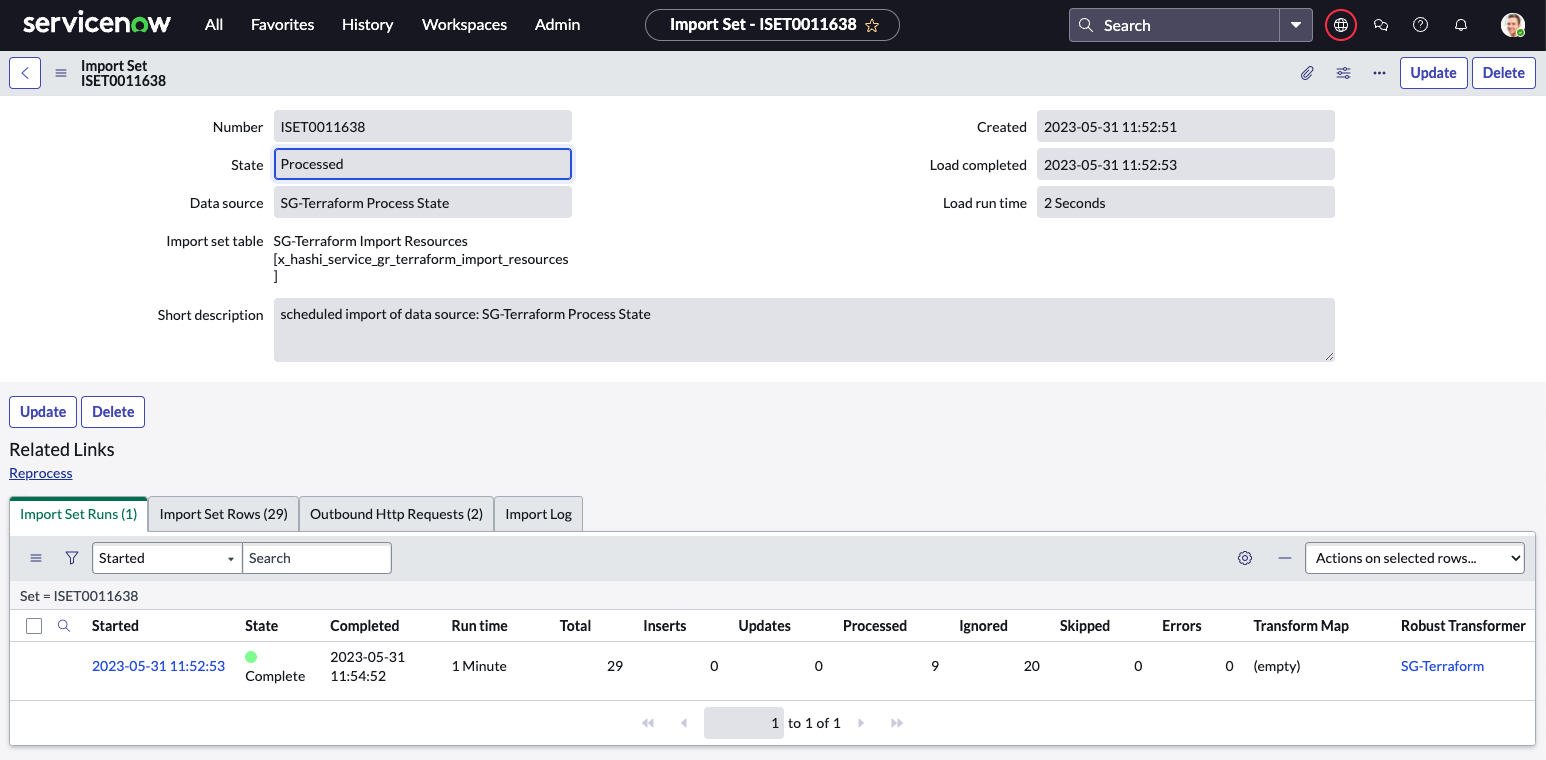 servicenow All Favorites History Workspaces Admin Import Set - ISET0011638 Search
Import Set
ISET0011638
Update Delete
Number ISET0011638 Created 2023-05-31 11:52:51
State Processed Load completed 2023-05-31 11:52:53
Data source SG-Terraform Process State Load run time 2 Seconds
Import set table SG-Terraform Import Resources
[x_hashi_service_gr_terraform_import_resources
]
Short description scheduled import of data source: SG-Terraform Process State
Update Delete
Related Links
Reprocess
Import Set Runs (1) Import Set Rows (29) Outbound Http Requests (2) Import Log
Started Search Actions on selected rows...
Set = ISET0011638
Started State Completed Run time Total Inserts Updates Processed Ignored Skipped Errors Transform Map Robust Transformer
2023-05-31 11:52:53 Complete 2023-05-31 11:54:52 1 Minute 29 0 0 9 20 0 0 (empty) SG-Terraform
1 to 1 of 1